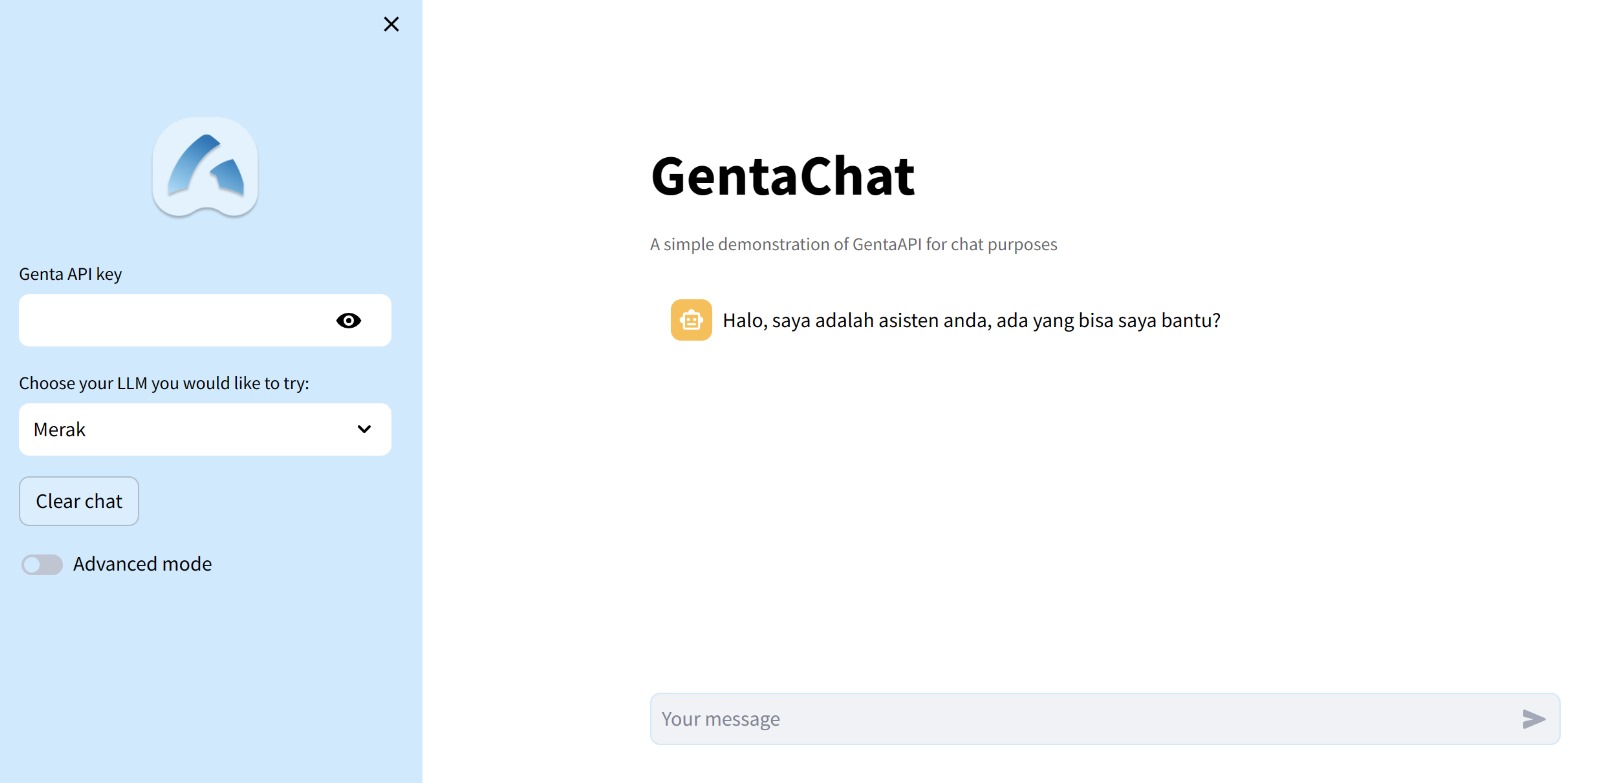 Genta API key
Choose your LLM you would like to try:
Merak
Clear chat
Advanced mode
GentaChat
A simple demonstration of GentaAPI for chat purposes
Halo, saya adalah asisten anda, ada yang bisa saya bantu?
Your message